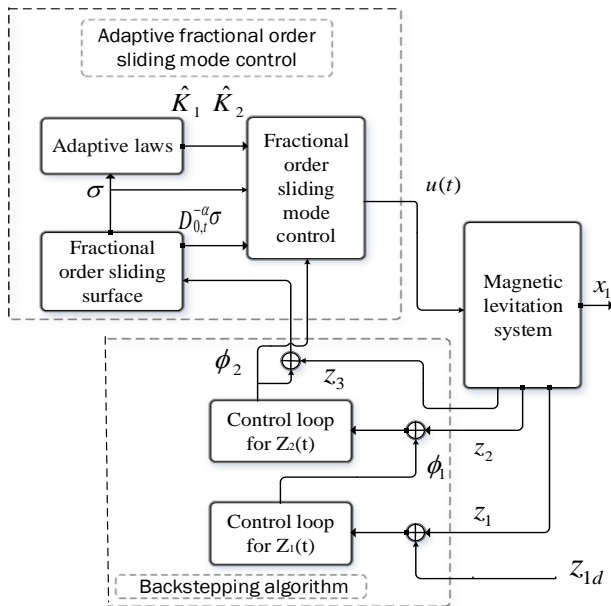 Adaptive fractional order
sliding mode control
K̂₁ K̂₂
Adaptive laws
Fractional
order
sliding
mode
control
u(t)
σ
D₀,ₜ^-α σ
Fractional
order sliding
surface
Magnetic
levitation
system
x₁
ϕ₂
z₃
Control loop
for Z₂(t)
z₂
ϕ₁
Control loop
for Z₁(t)
z₁
z₁d
Backstepping algorithm